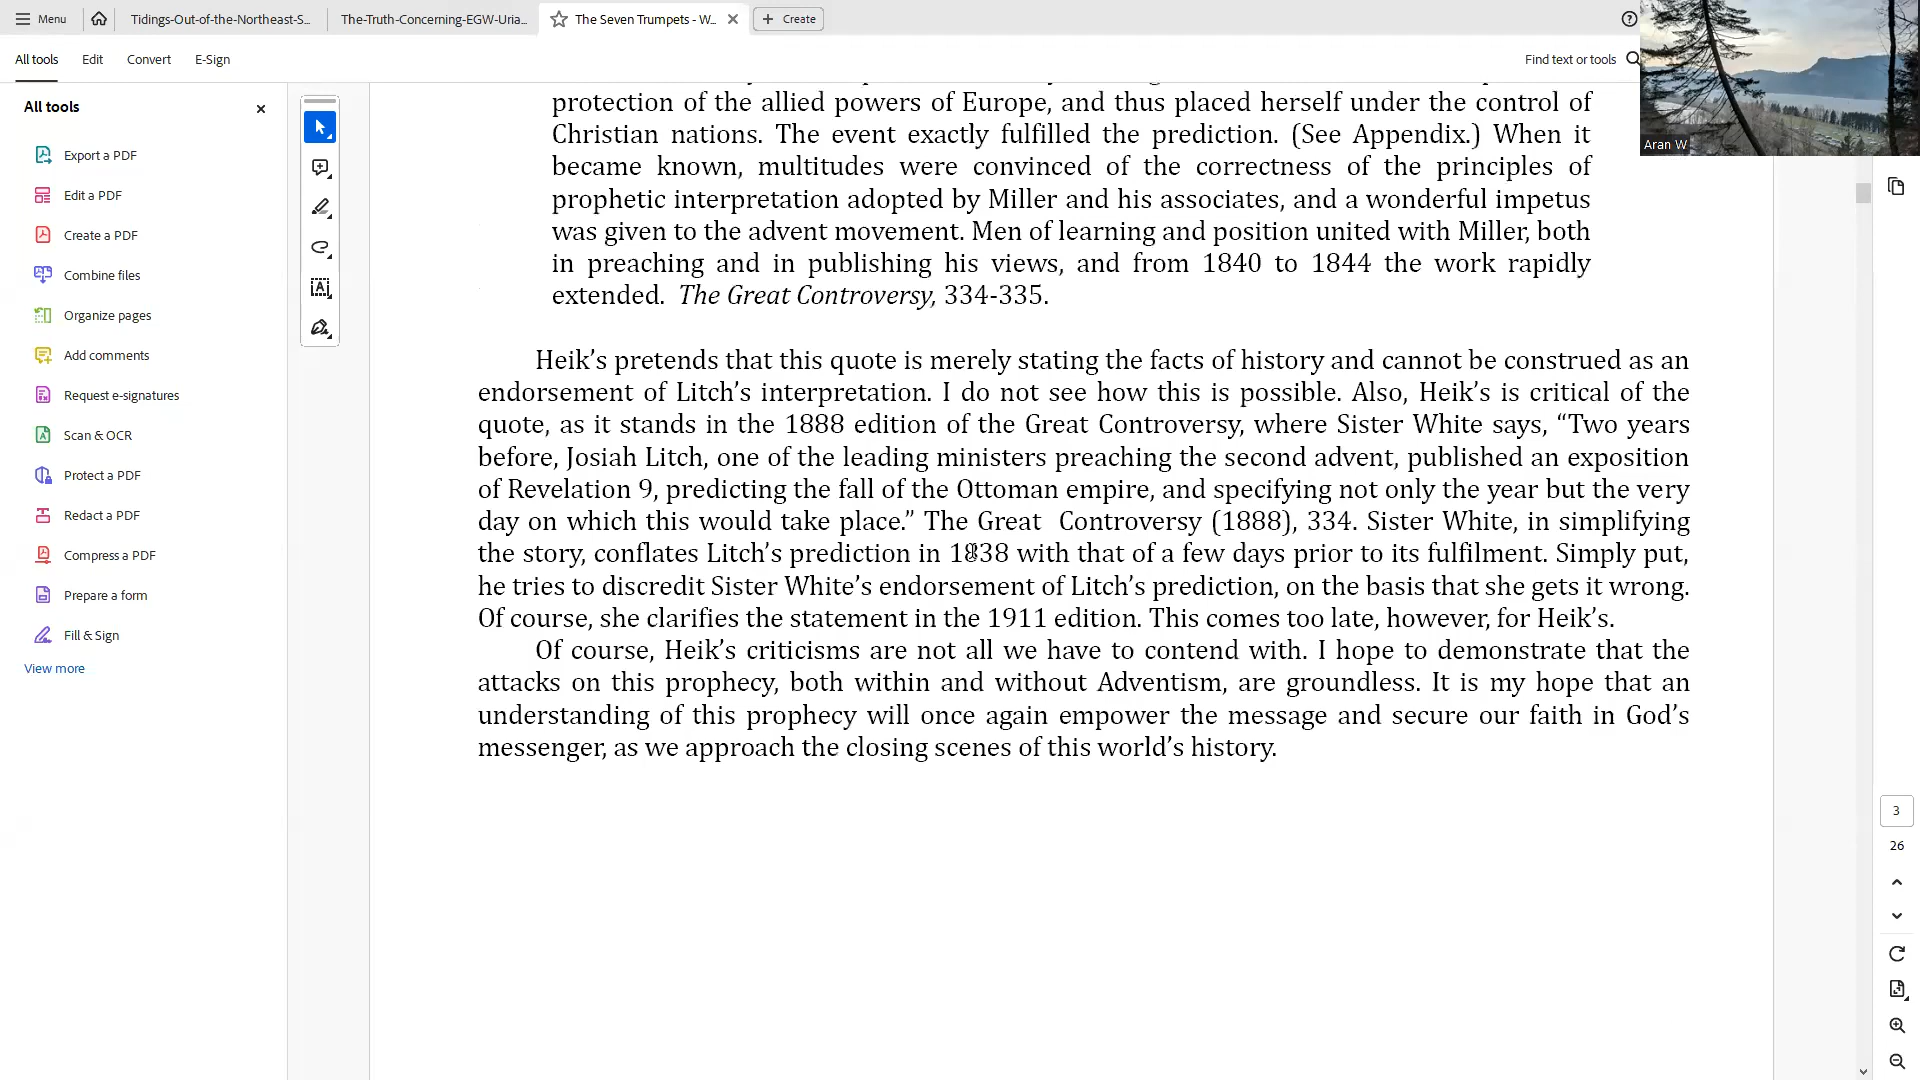 Menu
Tidings-Out-of-the-Northeast-S...
The-Truth-Concerning-EGW-Uria...
The Seven Trumpets - W...
Create
All tools
Edit
Convert
E-Sign
Find text or tools
Aran W
All tools
Export a PDF
Edit a PDF
Create a PDF
Combine files
Organize pages
Add comments
Request e-signatures
Scan & OCR
Protect a PDF
Redact a PDF
Compress a PDF
Prepare a form
Fill & Sign
View more
protection of the allied powers of Europe, and thus placed herself under the control of
Christian nations. The event exactly fulfilled the prediction. (See Appendix.) When it
became known, multitudes were convinced of the correctness of the principles of
prophetic interpretation adopted by Miller and his associates, and a wonderful impetus
was given to the advent movement. Men of learning and position united with Miller, both
in preaching and in publishing his views, and from 1840 to 1844 the work rapidly
extended. The Great Controversy, 334-335.
Heik’s pretends that this quote is merely stating the facts of history and cannot be construed as an
endorsement of Litch’s interpretation. I do not see how this is possible. Also, Heik’s is critical of the
quote, as it stands in the 1888 edition of the Great Controversy, where Sister White says, “Two years
before, Josiah Litch, one of the leading ministers preaching the second advent, published an exposition
of Revelation 9, predicting the fall of the Ottoman empire, and specifying not only the year but the very
day on which this would take place.” The Great Controversy (1888), 334. Sister White, in simplifying
the story, conflates Litch’s prediction in 1838 with that of a few days prior to its fulfilment. Simply put,
he tries to discredit Sister White’s endorsement of Litch’s prediction, on the basis that she gets it wrong.
Of course, she clarifies the statement in the 1911 edition. This comes too late, however, for Heik’s.
Of course, Heik’s criticisms are not all we have to contend with. I hope to demonstrate that the
attacks on this prophecy, both within and without Adventism, are groundless. It is my hope that an
understanding of this prophecy will once again empower the message and secure our faith in God’s
messenger, as we approach the closing scenes of this world’s history.
3
26